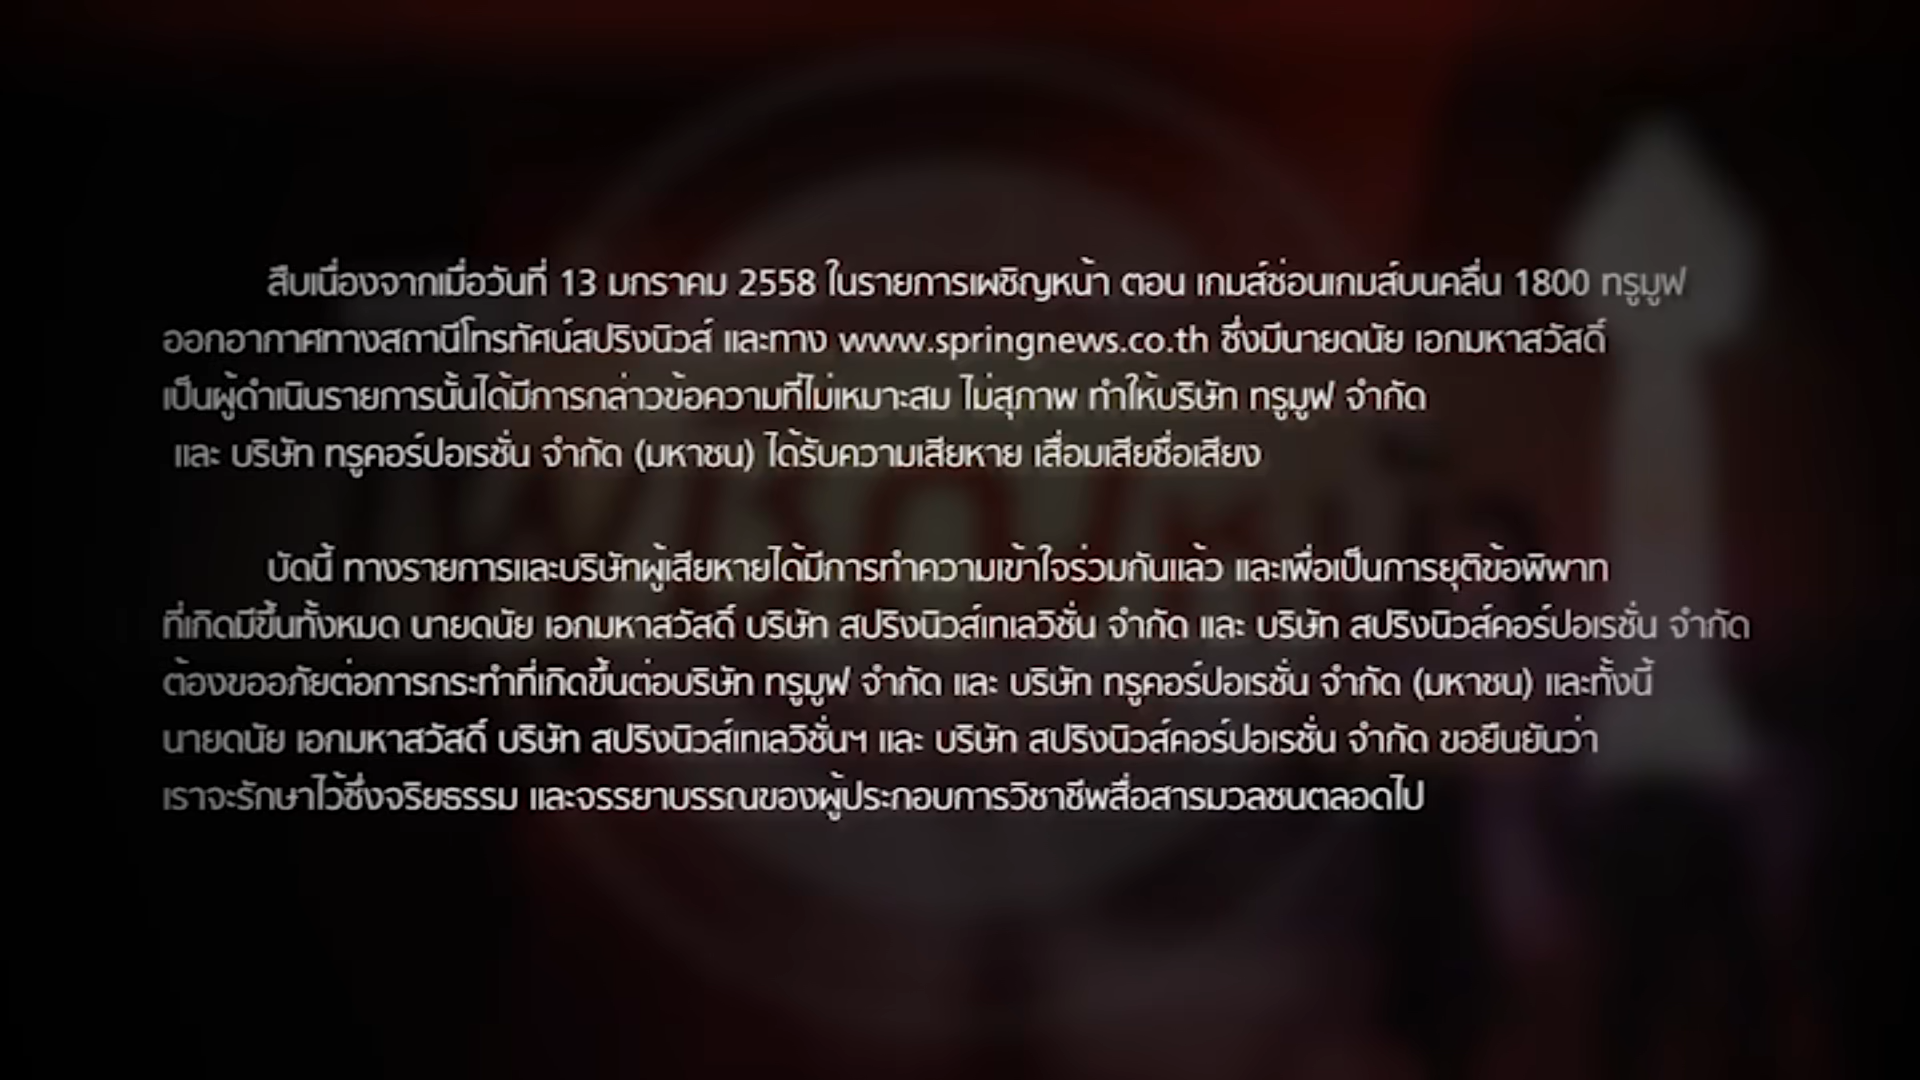 สืบเนื่องจากเมื่อวันที่ 13 มกราคม 2558 ในรายการเผชิญหน้า ตอน เกมส์ซ่อนเกมส์บนคลื่น 1800 ทรูมูฟ
ออกอากาศทางสถานีโทรทัศน์สปริงนิวส์ และทาง www.springnews.co.th ซึ่งมีนายดนัย เอกมหาสวัสดิ์
เป็นผู้ดำเนินรายการนั้นได้มีการกล่าวข้อความที่ไม่เหมาะสม ไม่สุภาพ ทำให้บริษัท ทรูมูฟ จำกัด
และ บริษัท ทรูคอร์ปอเรชั่น จำกัด (มหาชน) ได้รับความเสียหาย เสื่อมเสียชื่อเสียง
บัดนี้ ทางรายการและบริษัทผู้เสียหายได้มีการทำความเข้าใจร่วมกันแล้ว และเพื่อเป็นการยุติข้อพิพาท
ที่เกิดมีขึ้นทั้งหมด นายดนัย เอกมหาสวัสดิ์ บริษัท สปริงนิวส์เทเลวิชั่น จำกัด และ บริษัท สปริงนิวส์คอร์ปอเรชั่น จำกัด
ต้องขออภัยต่อการกระทำที่เกิดขึ้นต่อบริษัท ทรูมูฟ จำกัด และ บริษัท ทรูคอร์ปอเรชั่น จำกัด (มหาชน) และทั้งนี้
นายดนัย เอกมหาสวัสดิ์ บริษัท สปริงนิวส์เทเลวิชั่นฯ และ บริษัท สปริงนิวส์คอร์ปอเรชั่น จำกัด ขอยืนยันว่า
เราจะรักษาไว้ซึ่งจริยธรรม และจรรยาบรรณของผู้ประกอบการวิชาชีพสื่อสารมวลชนตลอดไป